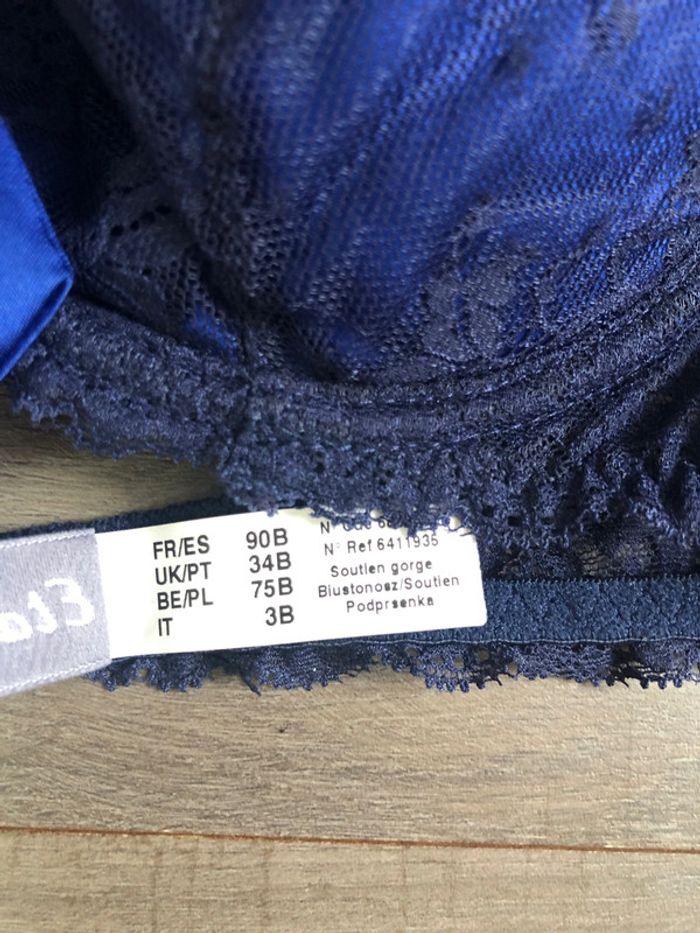 FR/ES 90B
UK/PT 34B
BE/PL 75B
IT 3B
N° Ref 6411935
Soutien gorge
Biustonosz/Soutien
Podprsenka